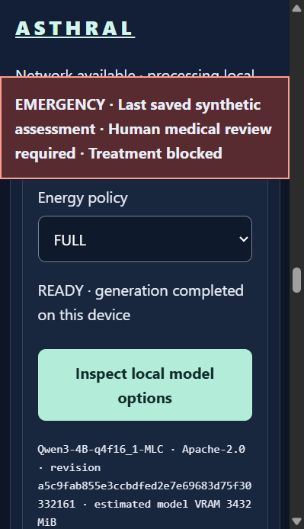 ASTHRAL
Network available · processing local
EMERGENCY · Last saved synthetic
assessment · Human medical review
required · Treatment blocked
Energy policy
FULL
READY · generation completed
on this device
Inspect local model
options
Qwen3-4B-q4f16_1-MLC · Apache-2.0
· revision
a5c9fab855e3ccbdfed2e7e69683d75f30
332161 · estimated model VRAM 3432
MiB